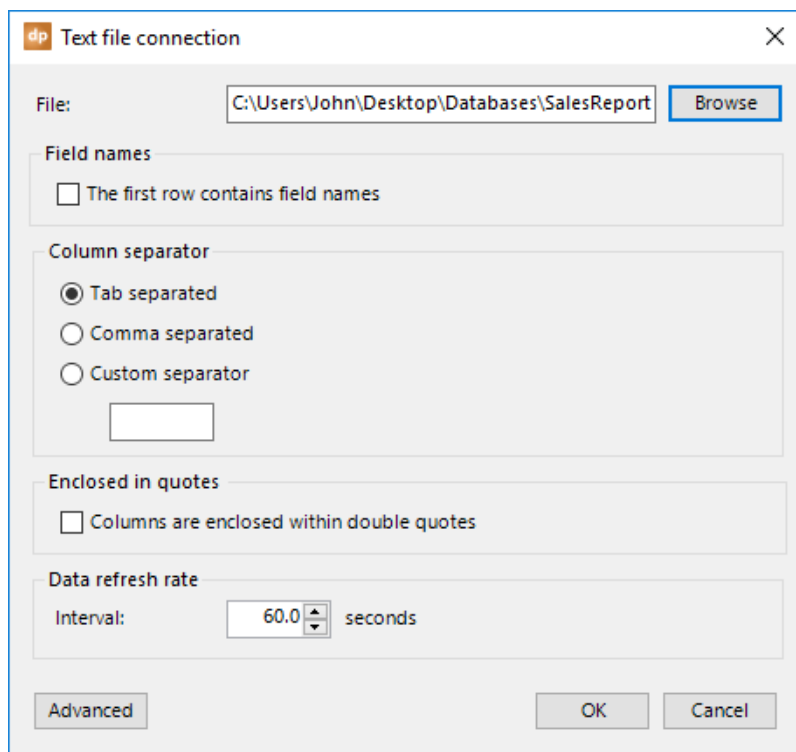 dp Text file connection
File: C:\Users\John\Desktop\Databases\SalesReport Browse
Field names
The first row contains field names
Column separator
Tab separated
Comma separated
Custom separator
Enclosed in quotes
Columns are enclosed within double quotes
Data refresh rate
Interval: 60.0 seconds
Advanced OK Cancel